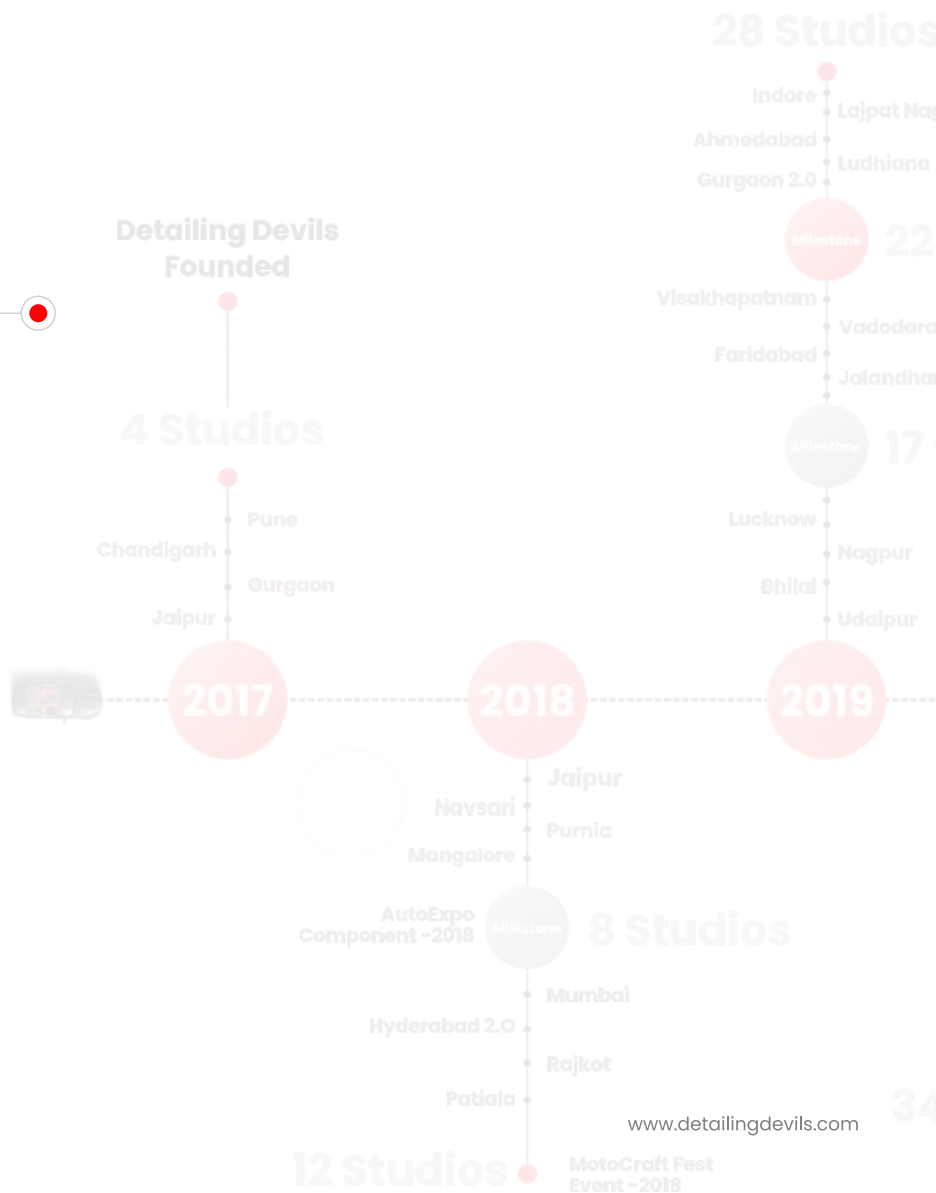 28 Studios
Indore
Lajpat Nag
Ahmedabad
Ludhiana
Gurgaon 2.0
Milestone
22
Visakhapatnam
Vadodara
Faridabad
Jalandhar
Milestone
17
Lucknow
Nagpur
Bhilai
Udaipur
Detailing Devils
Founded
4 Studios
Pune
Chandigarh
Gurgaon
Jaipur
2017
2018
2019
Jaipur
Navsari
Purnia
Mangalore
AutoExpo
Component -2018
Milestone
8 Studios
Mumbai
Hyderabad 2.0
Rajkot
Patiala
34
www.detailingdevils.com
12 Studios
MotoCraft Fest
Event -2018